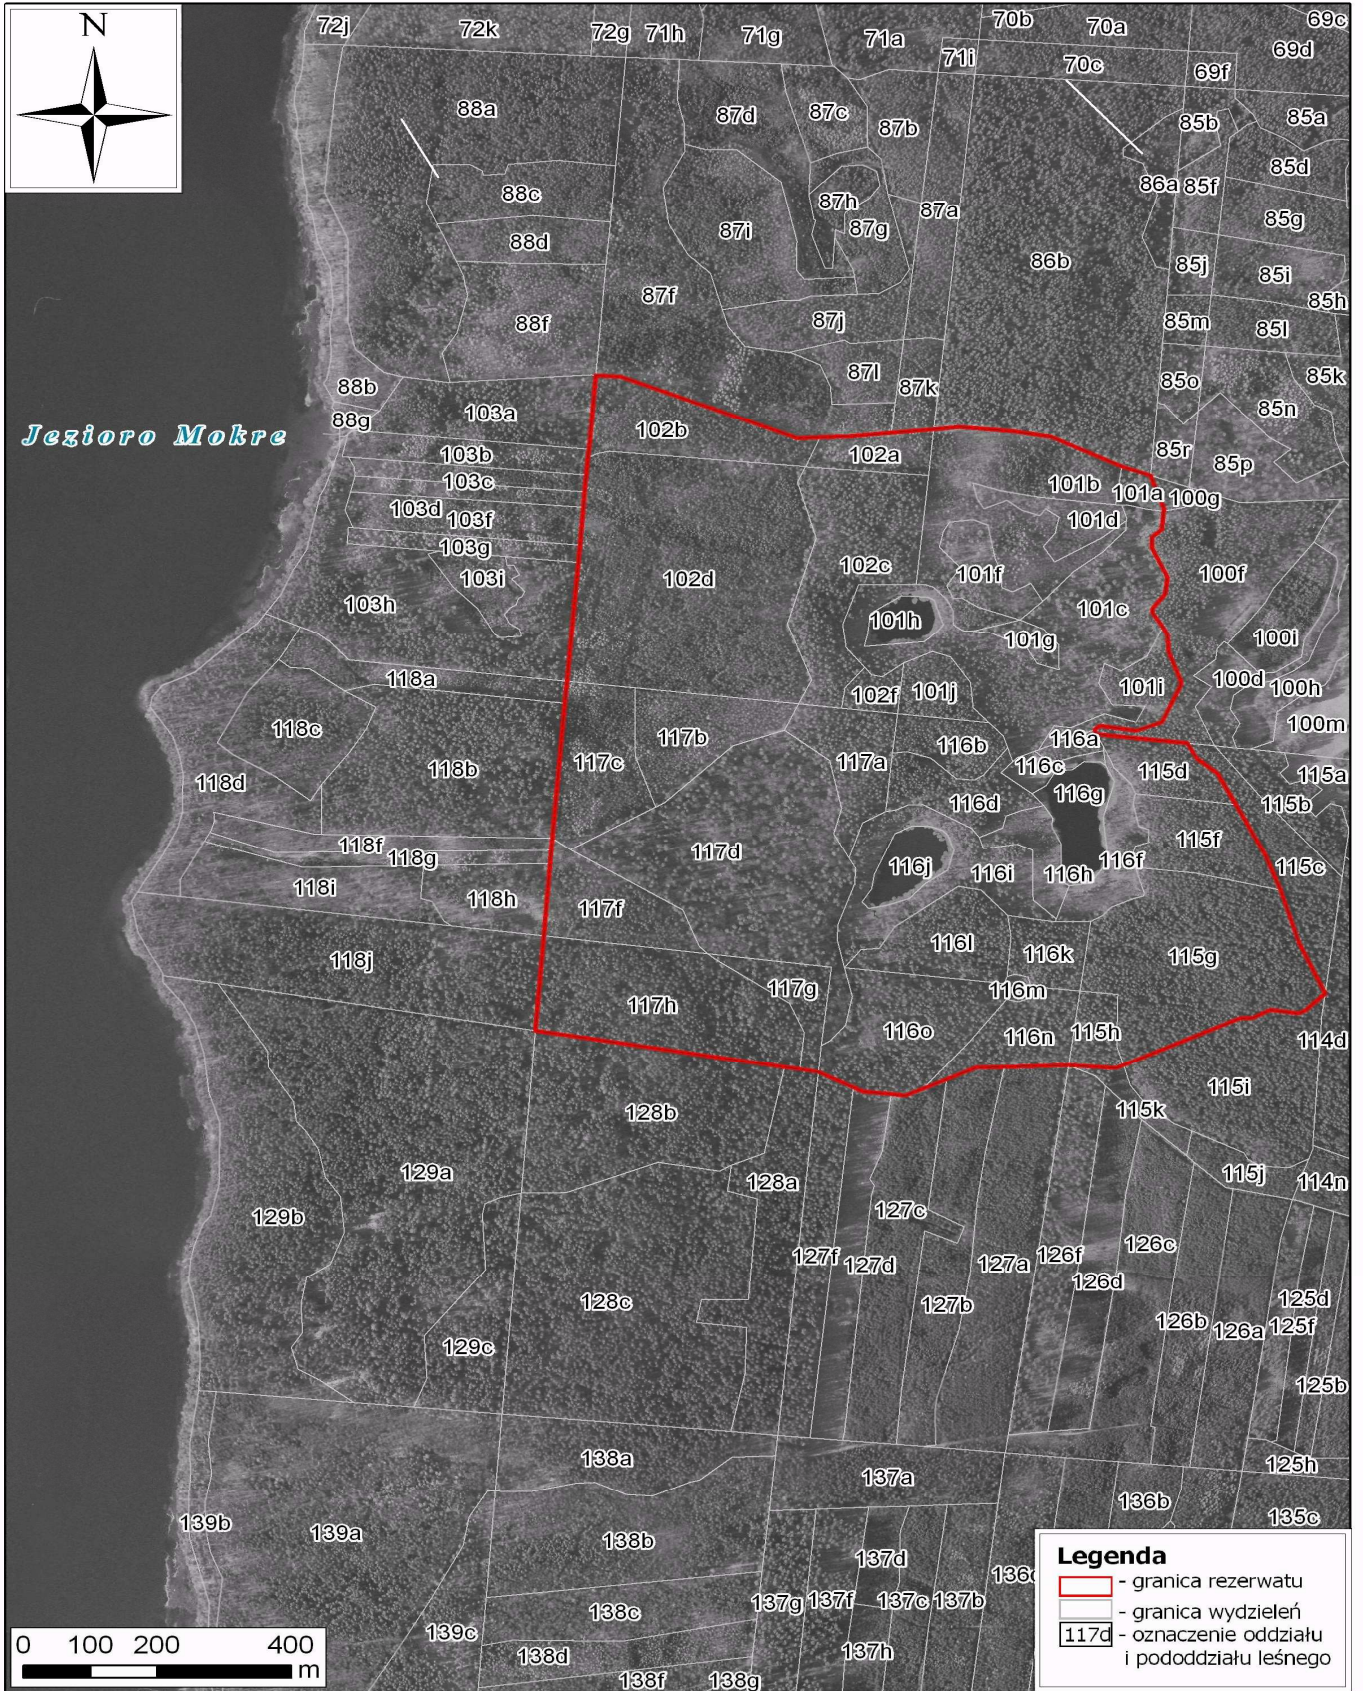 N
72j
72k
72g
71h
71g
71a
71i
70b
70a
69c
69d
70c
69f
88a
87d
87c
87b
85b
85a
85d
88c
87h
87g
87a
86a
85f
85g
88d
87i
86b
85j
85i
85h
88f
87f
87j
85m
85l
88b
87l
87k
85o
85k
88g
103a
102b
85n
Jezioro Mokre
103b
102a
85r
85p
103c
101b
101a
100g
103d
103f
101d
103g
103i
102d
102c
101f
100f
103h
101h
101c
101g
100i
118a
102f
101j
101i
100d
100h
118c
117b
116b
116a
100m
118d
118b
117c
117a
116c
115d
115a
116d
116g
115b
118f
118g
117d
116j
116i
116h
116f
115f
115c
118i
118h
117f
118j
116l
116k
115g
117h
117g
116m
116o
116n
115h
114d
128b
115k
115i
129a
128a
115j
114n
129b
127c
127f
127d
127a
126f
126c
126d
128c
127b
126b
126a
125d
125f
129c
125b
138a
137a
125h
139b
139a
138b
136b
135c
137d
138c
137g
137f
137c
137b
139c
138d
137h
138f
138g
Legenda
- granica rezerwatu
- granica wydzieleń
117d - oznaczenie oddziału
i pododdziału leśnego
0 100 200 400
m